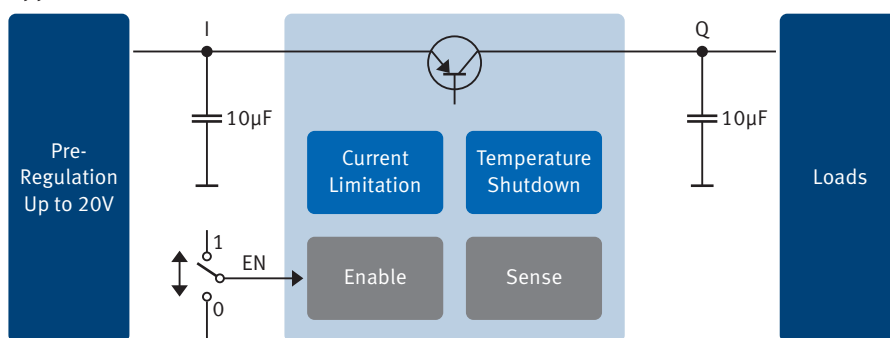 I
Q
10µF
10µF
Pre-
Regulation
Up to 20V
Current
Limitation
Temperature
Shutdown
Loads
1
EN
0
Enable
Sense